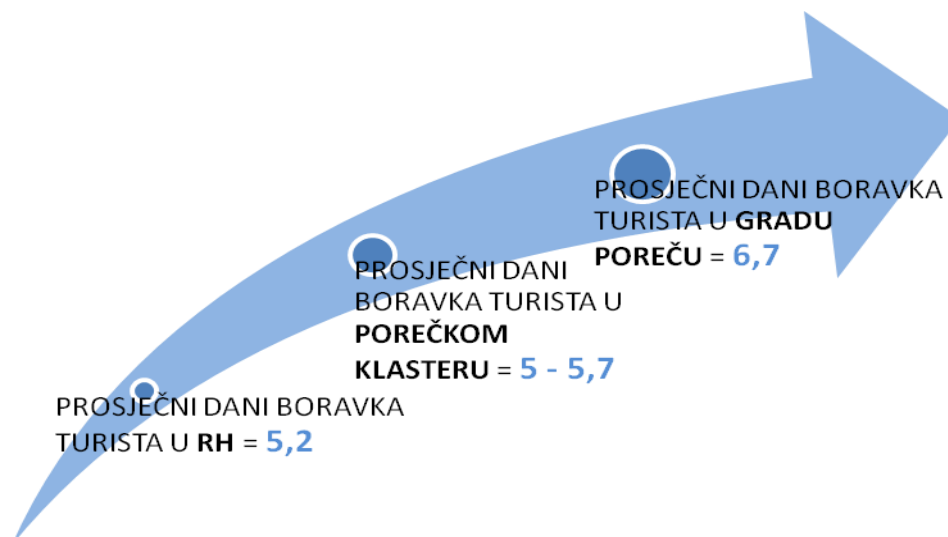 PROSJEČNI DANI BORAVKA
TURISTA U GRADU
POREČU = 6,7
PROSJEČNI DANI
BORAVKA TURISTA U
POREČKOM
KLASTERU = 5 - 5,7
PROSJEČNI DANI BORAVKA
TURISTA U RH = 5,2